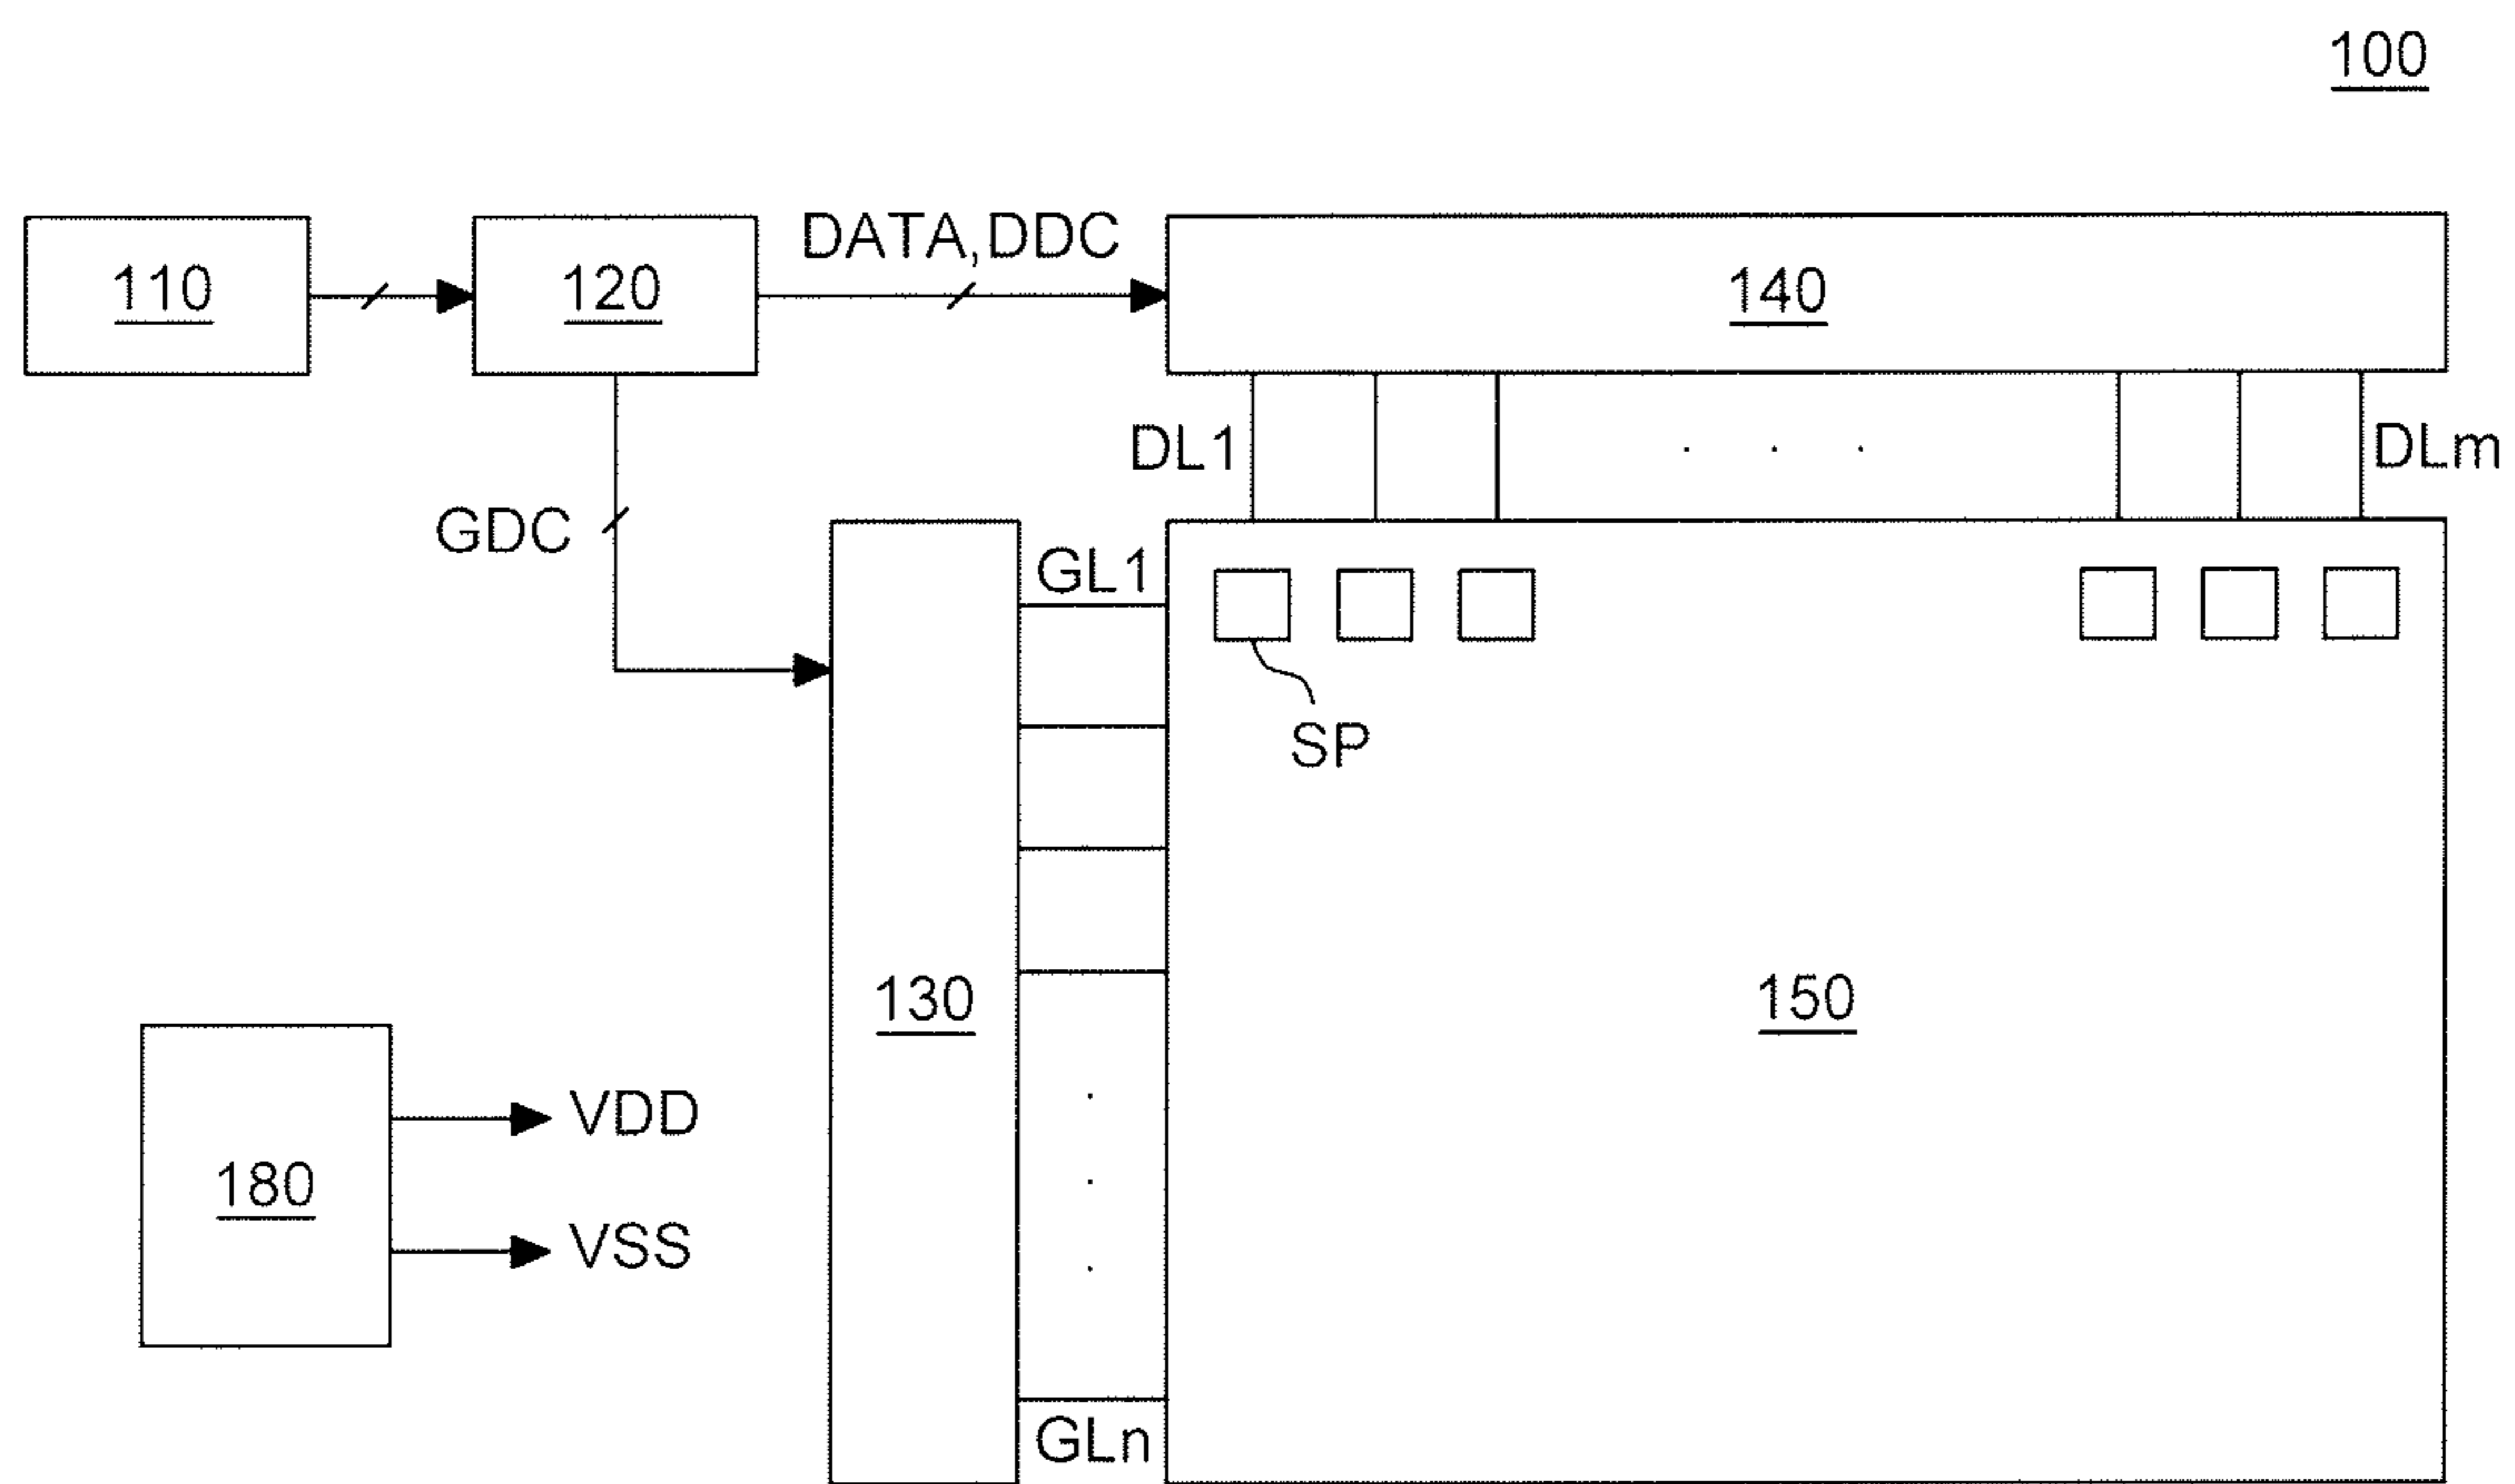 100
110
120
DATA,DDC
140
DL1
DLm
GDC
GL1
SP
130
150
180
VDD
VSS
GLn